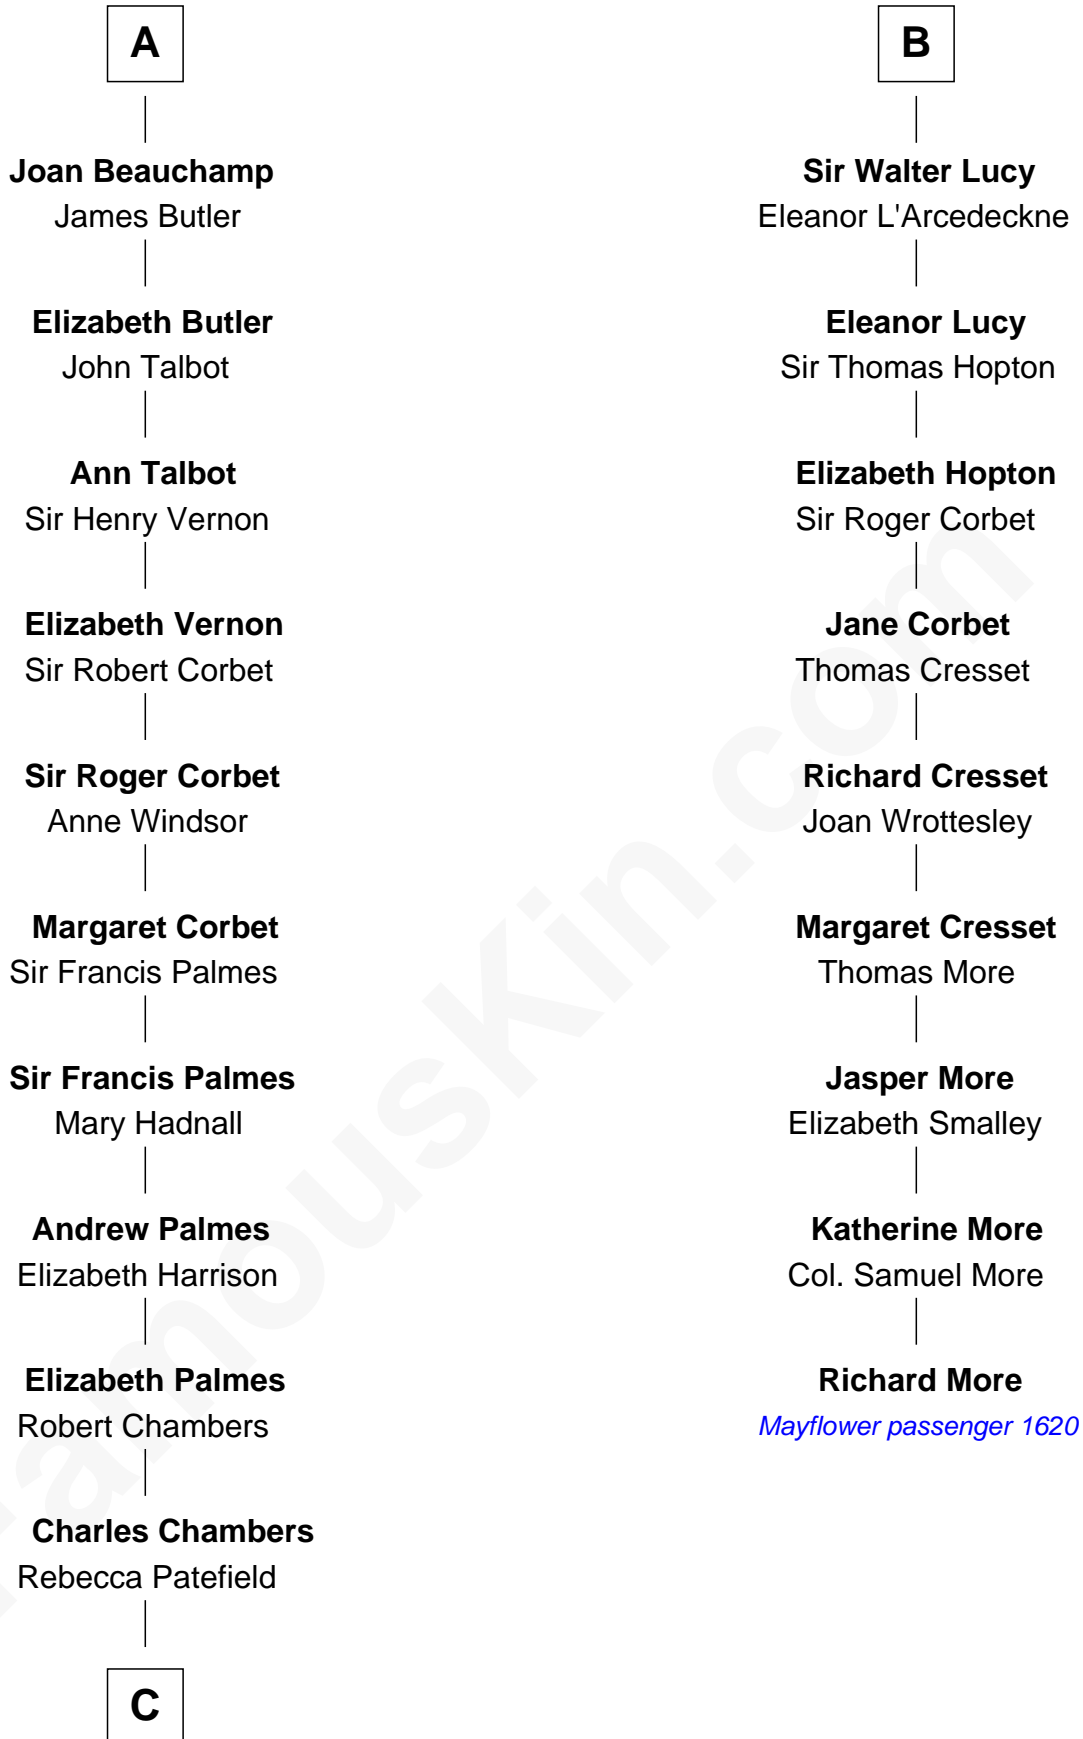 A
Joan Beauchamp
James Butler
Elizabeth Butler
John Talbot
Ann Talbot
Sir Henry Vernon
Elizabeth Vernon
Sir Robert Corbet
Sir Roger Corbet
Anne Windsor
Margaret Corbet
Sir Francis Palmes
Sir Francis Palmes
Mary Hadnall
Andrew Palmes
Elizabeth Harrison
Elizabeth Palmes
Robert Chambers
Charles Chambers
Rebecca Patefield
C
B
Sir Walter Lucy
Eleanor L'Arcedeckne
Eleanor Lucy
Sir Thomas Hopton
Elizabeth Hopton
Sir Roger Corbet
Jane Corbet
Thomas Cresset
Richard Cresset
Joan Wrottesley
Margaret Cresset
Thomas More
Jasper More
Elizabeth Smalley
Katherine More
Col. Samuel More
Richard More
Mayflower passenger 1620
FamousKin.com